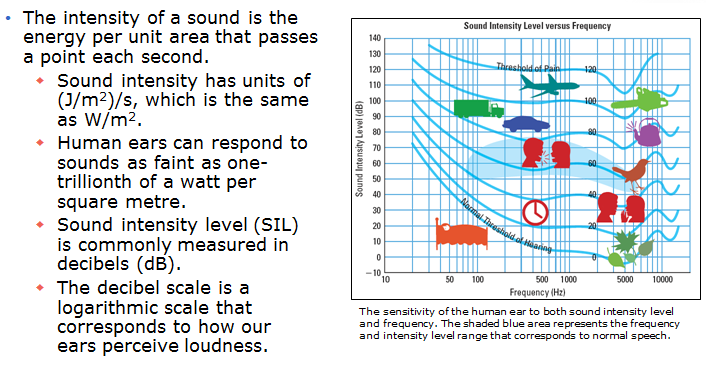 • The intensity of a sound is the
energy per unit area that passes
a point each second.
Sound intensity has units of
(J/m²)/s, which is the same
as W/m².
Human ears can respond to
sounds as faint as one-
trillionth of a watt per
square metre.
Sound intensity level (SIL)
is commonly measured in
decibels (dB).
The decibel scale is a
logarithmic scale that
corresponds to how our
ears perceive loudness.
Sound Intensity Level versus Frequency
Sound Intensity Level (dB)
140
130
120
110
100
90
80
70
60
50
40
30
20
10
0
–10
Threshold of Pain
120
100
80
60
40
20
Normal Threshold of Hearing
10
50
100
500
1000
5000
10000
Frequency (Hz)
The sensitivity of the human ear to both sound intensity level
and frequency. The shaded blue area represents the frequency
and intensity level range that corresponds to normal speech.